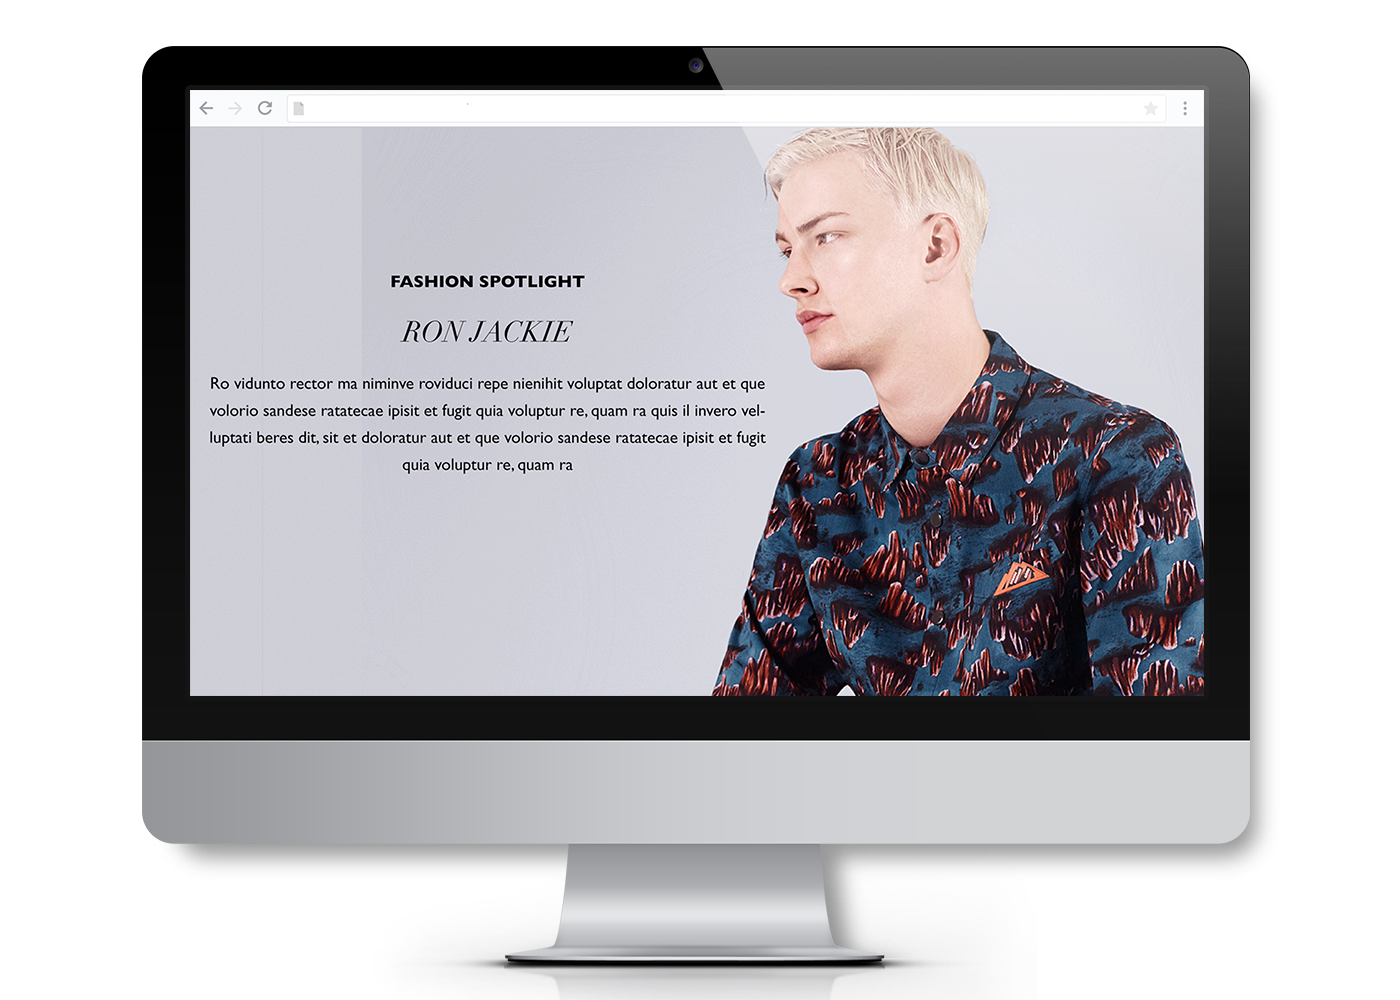 FASHION SPOTLIGHT
RON JACKIE
Ro vidunto rector ma niminve roviduci repe nienihit voluptat doloratur aut et que
volorio sandese ratatecae ipisit et fugit quia voluptur re, quam ra quis il invero vel-
luptati beres dit, sit et doloratur aut et que volorio sandese ratatecae ipisit et fugit
quia voluptur re, quam ra